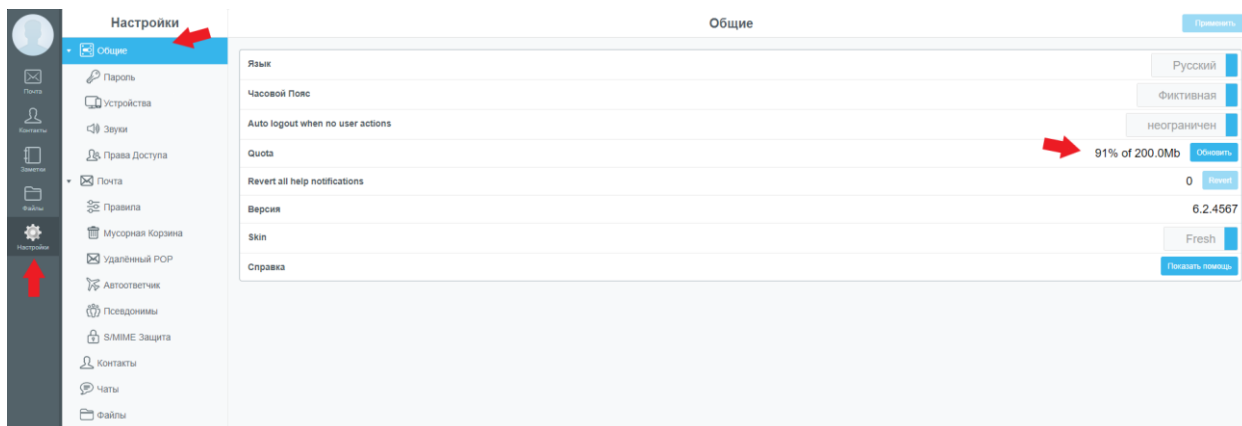 Настройки
Общие
Применить
Почта
Контакты
Заметки
Файлы
Настройки
Общие
Пароль
Устройства
Звуки
Права Доступа
Почта
Правила
Мусорная Корзина
Удалённый POP
Автоответчик
Псевдонимы
S/MIME Защита
Контакты
Чаты
Файлы
Язык
Русский
Часовой Пояс
Фиктивная
Auto logout when no user actions
неограничен
Quota
91% of 200.0Mb
Обновить
Revert all help notifications
0
Revert
Версия
6.2.4567
Skin
Fresh
Справка
Показать помощь